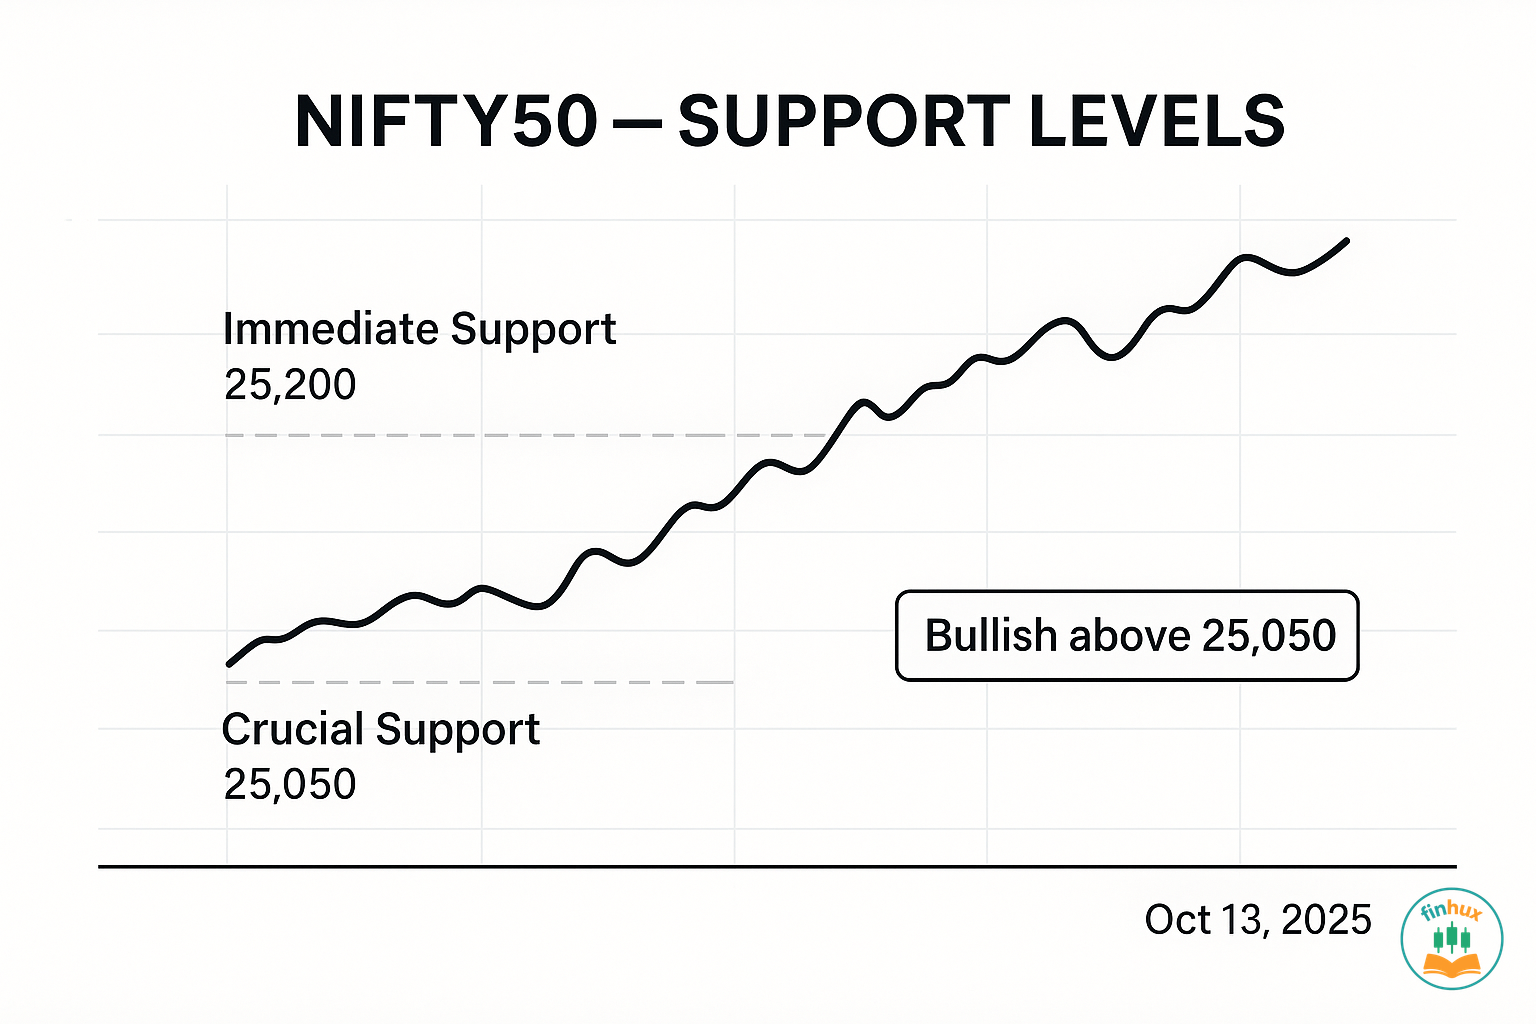 NIFTY50 — SUPPORT LEVELS
Immediate Support
25,200
Bullish above 25,050
Crucial Support
25,050
Oct 13, 2025
finhux